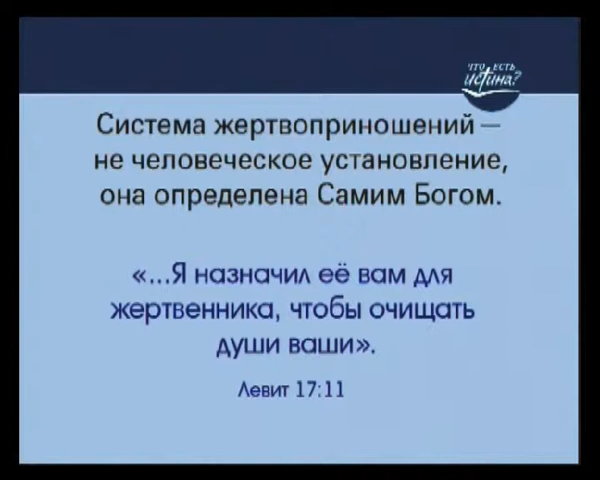 ЧТО ЕСТЬ
истина?
Система жертвоприношений –
не человеческое установление,
она определена Самим Богом.
«...Я назначил её вам для
жертвенника, чтобы очищать
души ваши».
Левит 17:11